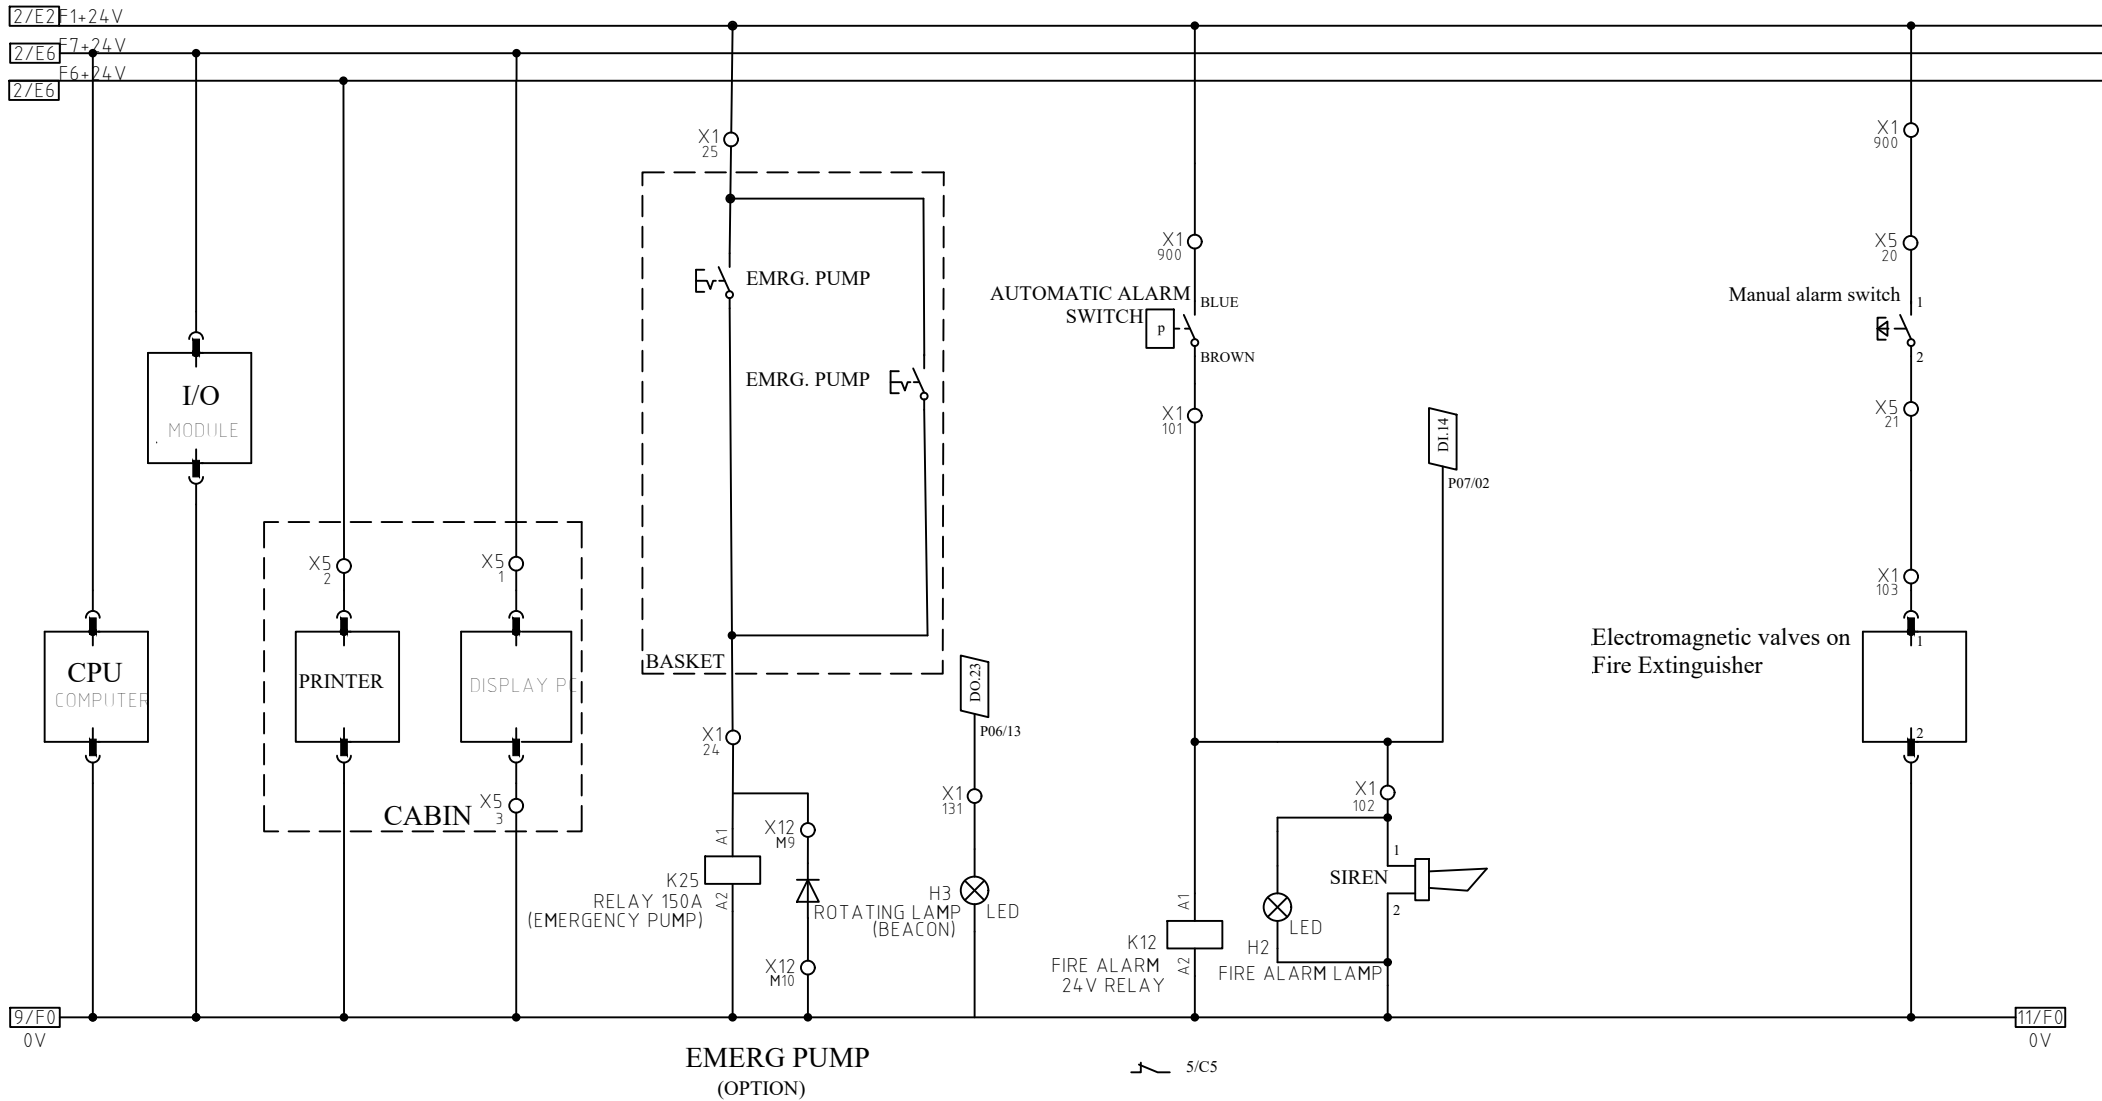 2/E2 F1+24V
2/E6 F7+24V
2/E6 F6+24V
X1
25
X1
900
X1
900
X5
20
EMRG. PUMP
AUTOMATIC ALARM
SWITCH
BLUE
p
BROWN
Manual alarm switch
1
2
EMRG. PUMP
I/O
MODULE
X1
101
X5
21
DI.14
P07/02
X5
2
X5
1
X1
103
CPU
COMPUTER
PRINTER
DISPLAY PC
BASKET
DO.23
P06/13
Electromagnetic valves on
Fire Extinguisher
1
2
X1
24
CABIN
X5
3
X1
131
X1
102
A1
X12
M9
K25
RELAY 150A
(EMERGENCY PUMP)
A2
H3
ROTATING LAMP
(BEACON)
LED
X12
M10
A1
K12
FIRE ALARM
24V RELAY
A2
SIREN
1
2
LED
H2
FIRE ALARM LAMP
9/F0
0V
11/F0
0V
EMERG PUMP
(OPTION)
5/C5